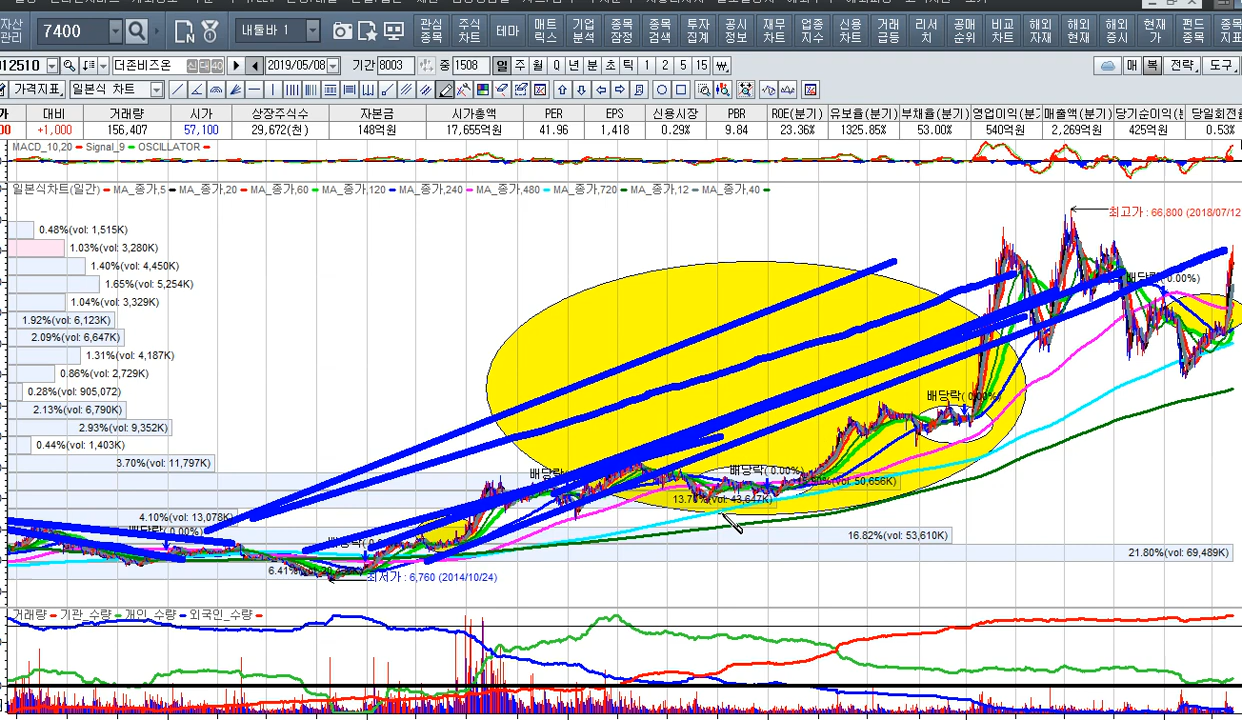 자산 관리
7400
내툴바 1
관심 종목 주식 차트 테마 매트 릭스 기업 분석 종목 잠정 종목 검색 투자 집계 공시 정보 재무 차트 업종 지수 신용 차트 거래 급등 리서 치 공매 순위 비교 차트 해외 자재 해외 현재 해외 증시 현재 가 펀드 종목 종목 지표
012510 더존비즈온 신 대 40 2019/05/08 기간 8003 중 1508 일 주 월 Q 년 분 초 틱 1 2 5 15 매 복 전략 도구
가격지표 일본식 차트
대비 거래량 시가 상장주식수 자본금 시가총액 PER EPS 신용시장 PBR ROE(분기) 유보율(분기) 부채율(분기) 영업이익(분기) 매출액(분기) 당기순이익(분
+1,000 156,407 57,100 29,672(천) 148억원 17,655억원 41.96 1,418 0.29% 9.84 23.36% 1325.85% 53.00% 540억원 2,269억원 425억원 0.53%
MACD_10,20 Signal_9 OSCILLATOR
일본식차트(일간) MA_종가,5 MA_종가,20 MA_종가,60 MA_종가,120 MA_종가,240 MA_종가,480 MA_종가,720 MA_종가,12 MA_종가,40
최고가 : 66,800 (2018/07/12
0.48%(vol: 1,515K)
1.03%(vol: 3,280K)
1.40%(vol: 4,450K)
배당락( 0.00%)
1.65%(vol: 5,254K)
1.04%(vol: 3,329K)
1.92%(vol: 6,123K)
2.09%(vol: 6,647K)
1.31%(vol: 4,187K)
0.86%(vol: 2,729K)
0.28%(vol: 905,072)
배당락( 0.00%)
2.13%(vol: 6,790K)
2.93%(vol: 9,352K)
0.44%(vol: 1,403K)
3.70%(vol: 11,797K)
배당락 배당락( 0.00%)
(vol: 50,656K)
4.10%(vol: 13,078K)
배당락( 0.00%)
16.82%(vol: 53,610K)
21.80%(vol: 69,489K)
6.41%
최저가 : 6,760 (2014/10/24)
거래량 기관_수량 개인_수량 외국인_수량